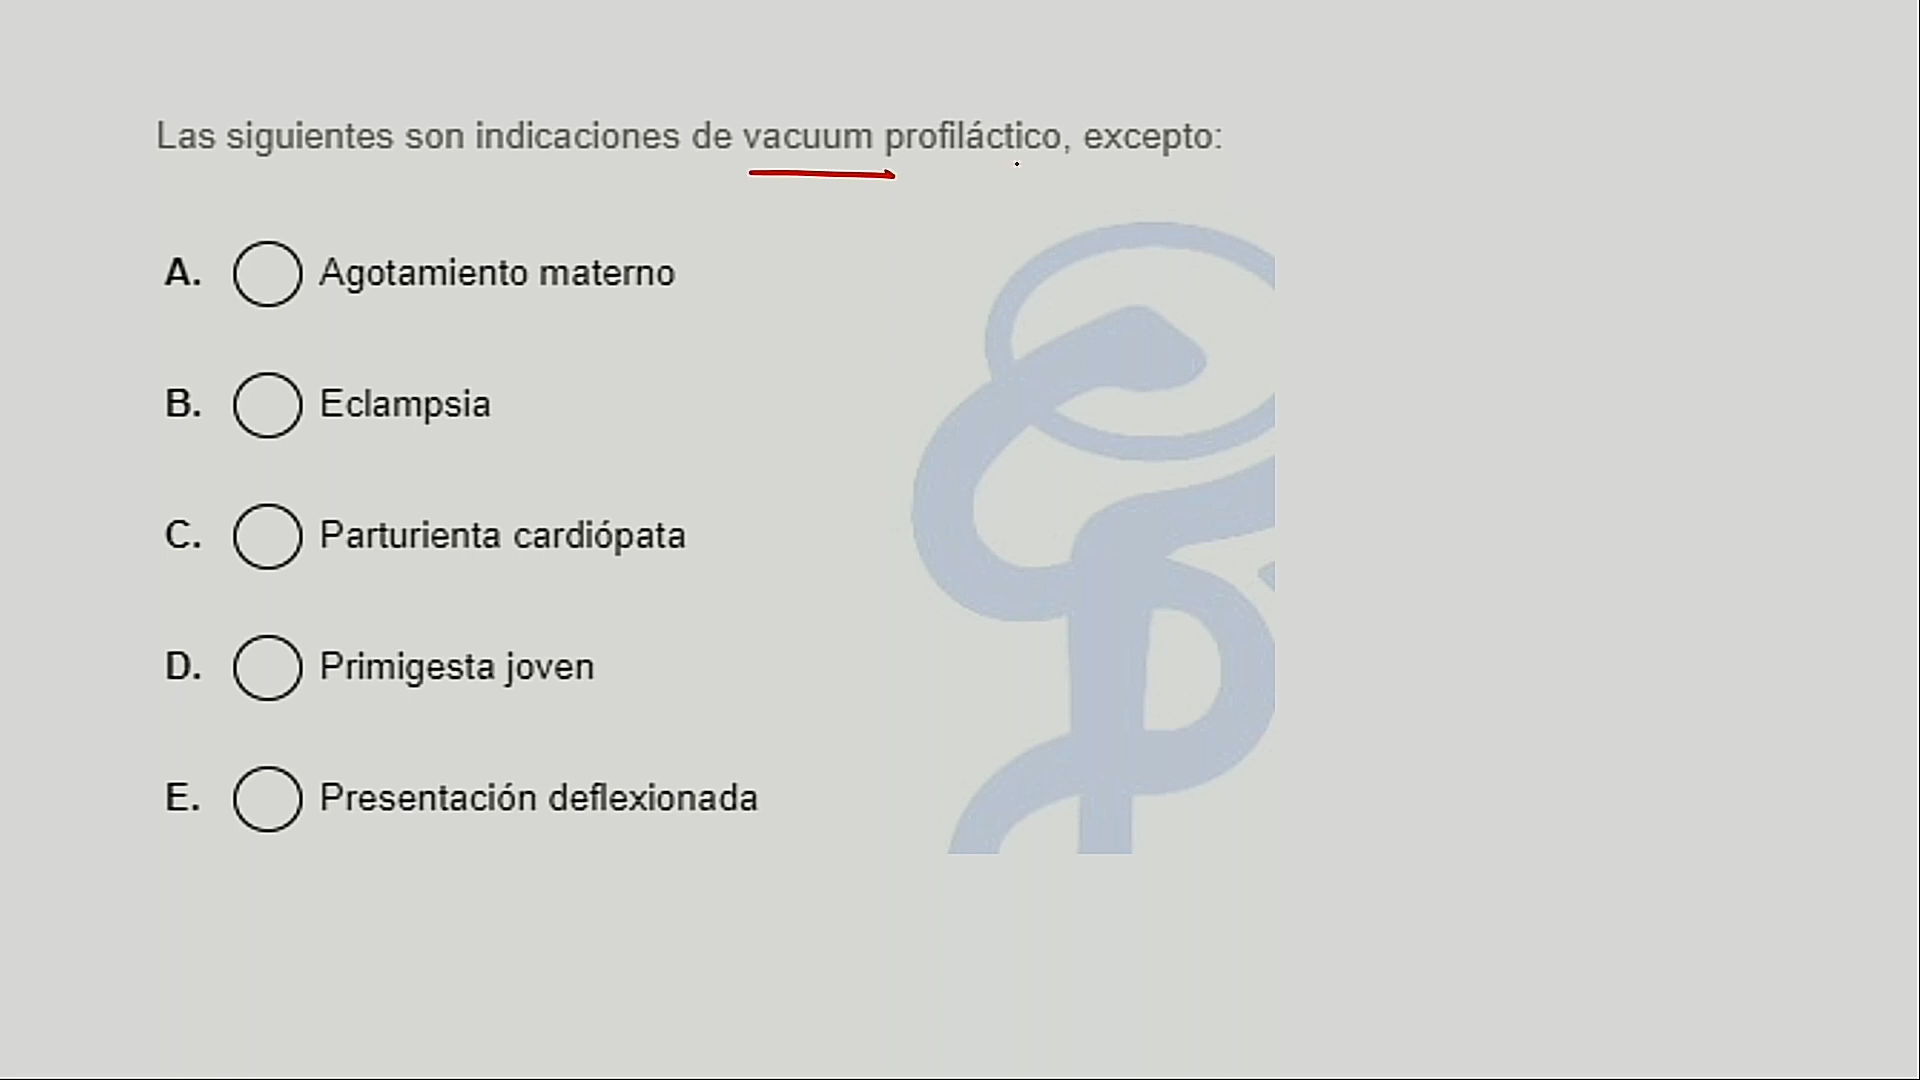 Las siguientes son indicaciones de vacuum profiláctico, excepto:
A. Agotamiento materno
B. Eclampsia
C. Parturienta cardiópata
D. Primigesta joven
E. Presentación deflexionada